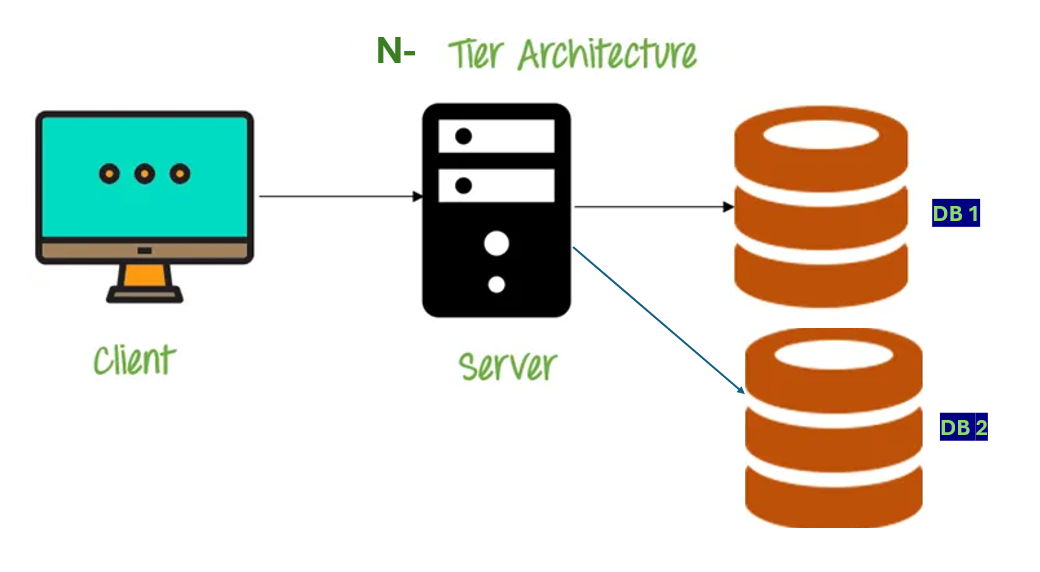 N- Tier Architecture
DB 1
Client
Server
DB 2